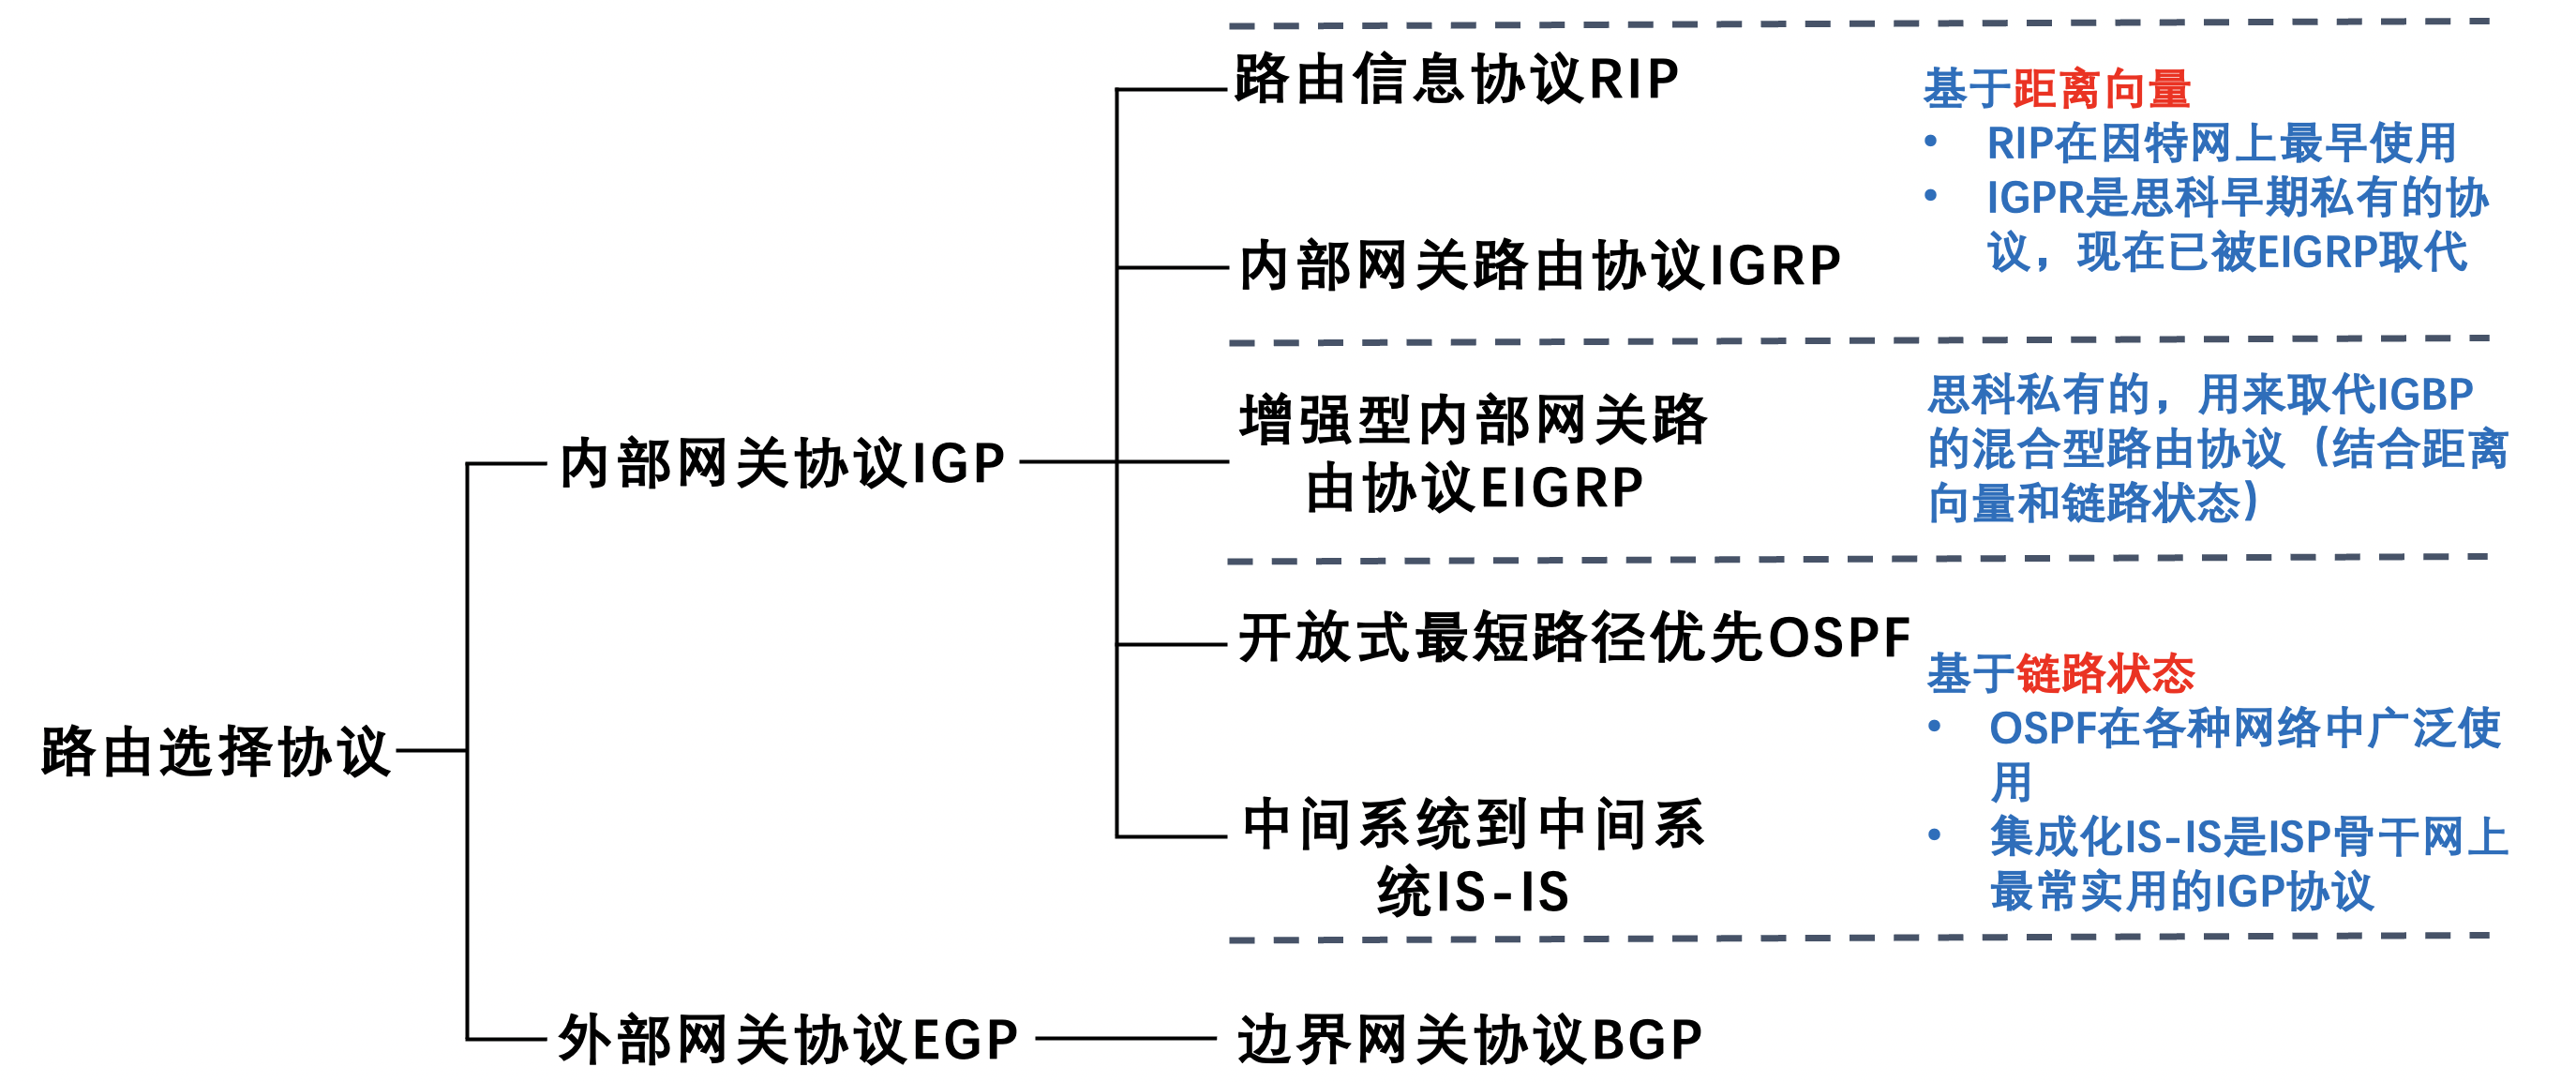 路由信息协议RIP
基于距离向量
• RIP在因特网上最早使用
• IGPR是思科早期私有的协
议，现在已被EIGRP取代
内部网关路由协议IGRP
增强型内部网关路
由协议EIGRP
思科私有的，用来取代IGBP
的混合型路由协议（结合距离
向量和链路状态）
内部网关协议IGP
开放式最短路径优先OSPF
基于链路状态
• OSPF在各种网络中广泛使
用
• 集成化IS-IS是ISP骨干网上
最常实用的IGP协议
路由选择协议
中间系统到中间系
统IS-IS
外部网关协议EGP
边界网关协议BGP